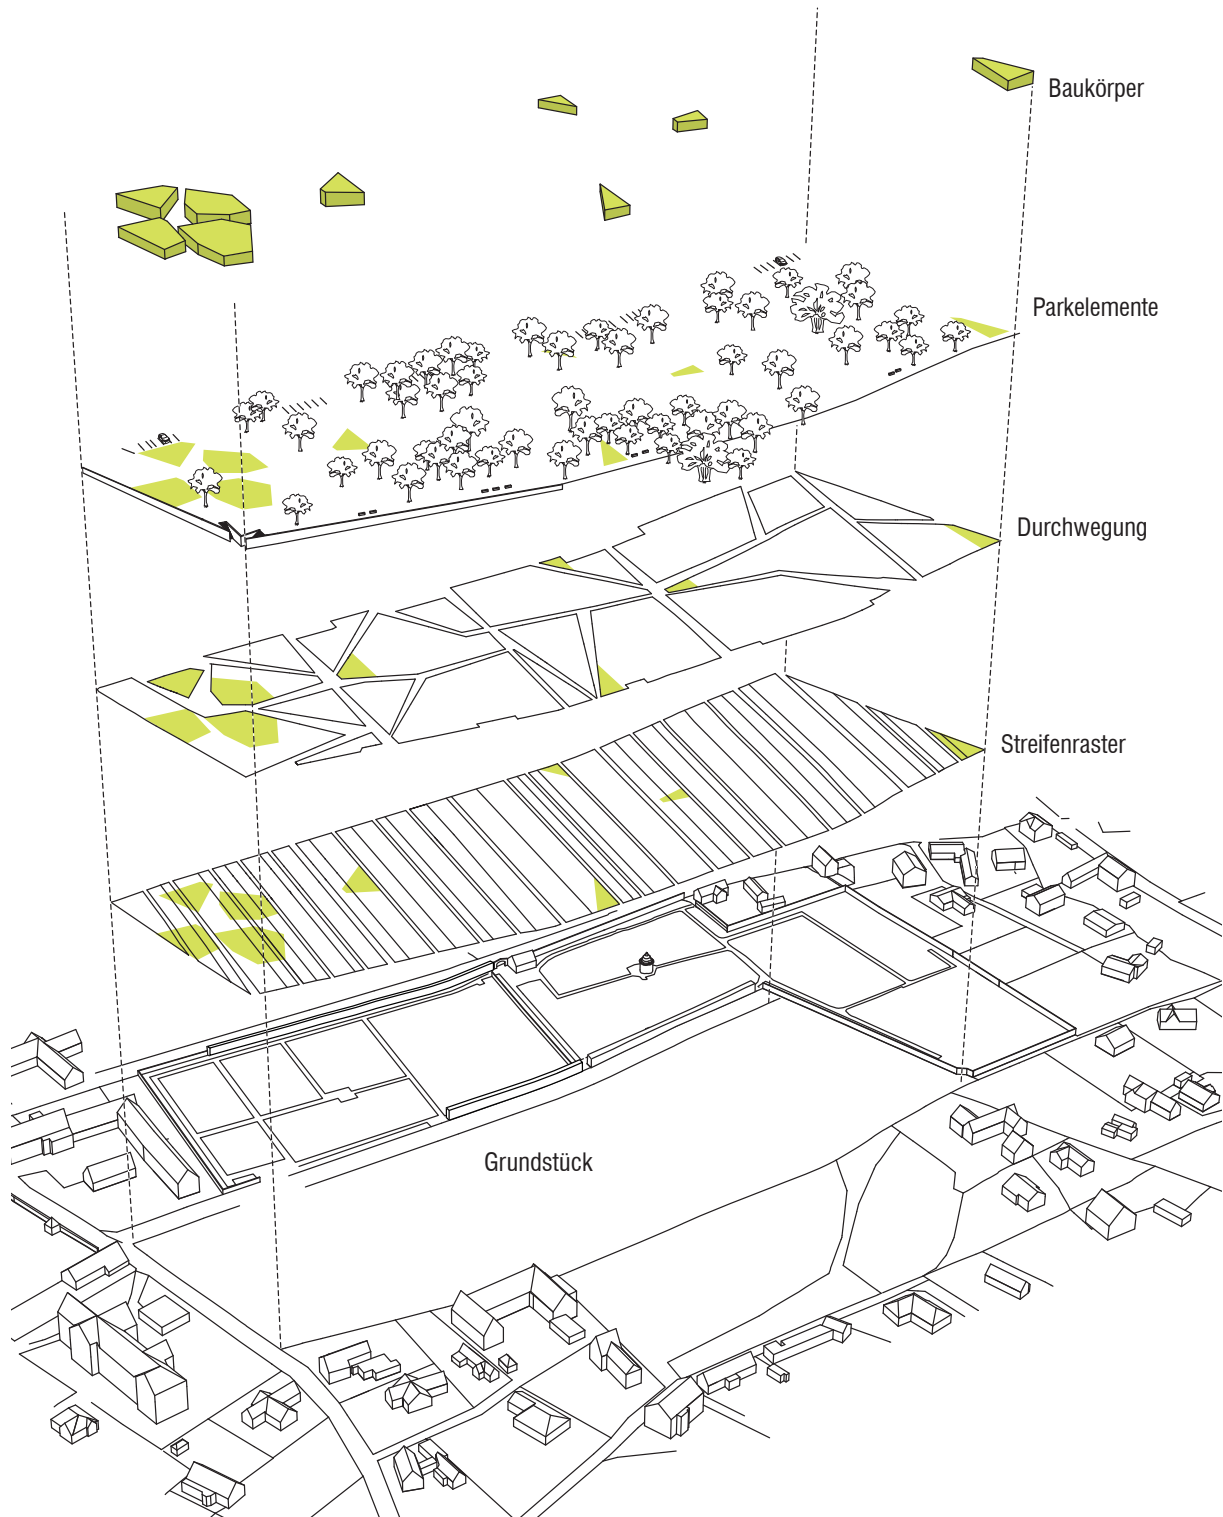 Baukörper
Parkelemente
Durchwegung
Streifenraster
Grundstück